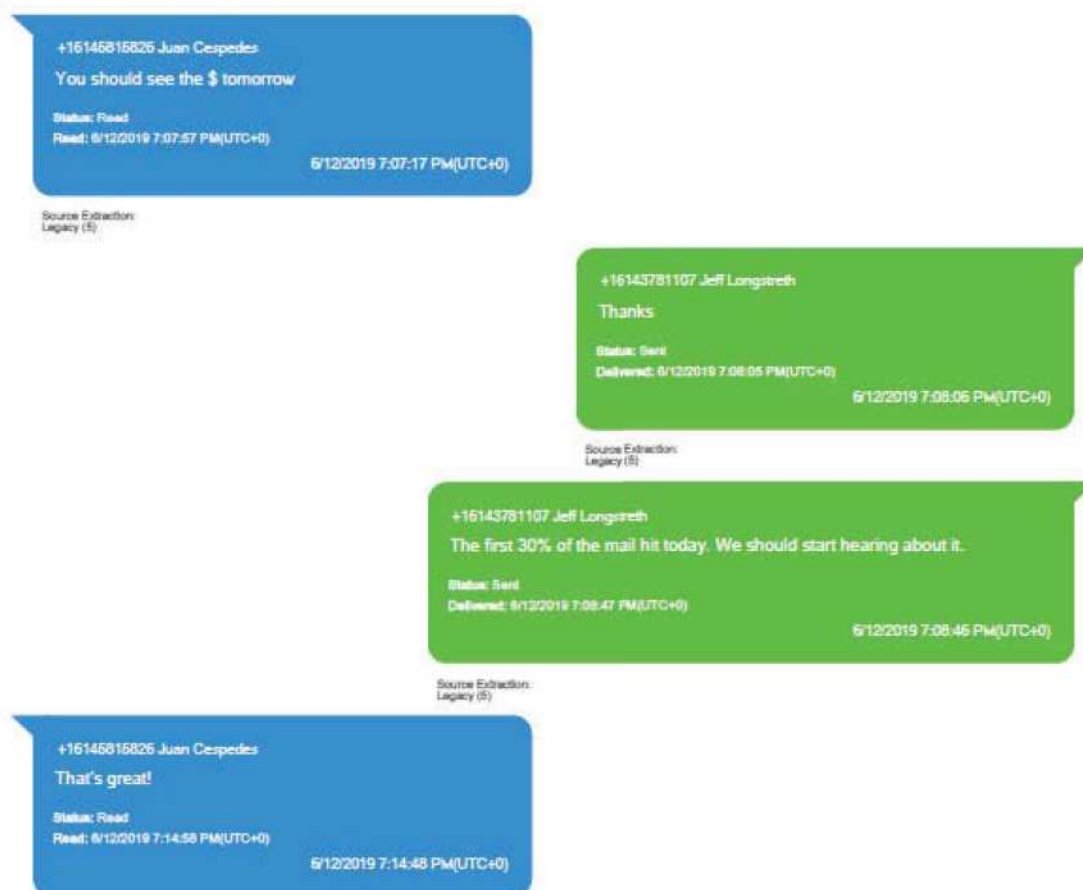 +16145815826 Juan Cespedes
You should see the $ tomorrow
Status: Read
Read: 6/12/2019 7:07:57 PM(UTC+0)
6/12/2019 7:07:17 PM(UTC+0)
Source Extraction:
Legacy (5)
+16143781107 Jeff Longstreth
Thanks
Status: Sent
Delivered: 6/12/2019 7:08:05 PM(UTC+0)
6/12/2019 7:08:05 PM(UTC+0)
Source Extraction:
Legacy (5)
+16143781107 Jeff Longstreth
The first 30% of the mail hit today. We should start hearing about it.
Status: Sent
Delivered: 6/12/2019 7:08:47 PM(UTC+0)
6/12/2019 7:08:46 PM(UTC+0)
Source Extraction:
Legacy (5)
+16145815826 Juan Cespedes
That's great!
Status: Read
Read: 6/12/2019 7:14:58 PM(UTC+0)
6/12/2019 7:14:48 PM(UTC+0)